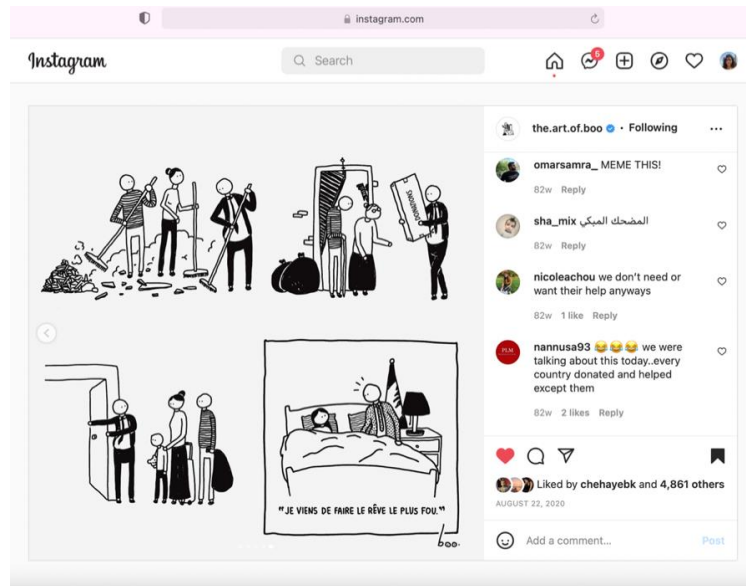 instagram.com
Instagram
Search
5
the.art.of.boo • Following
omarsamra_ MEME THIS!
82w Reply
sha_mix المضحك المبكي
82w Reply
nicoleachou we don't need or
want their help anyways
82w 1 like Reply
PLM
nannusa93 😂😂😂 we were
talking about this today..every
country donated and helped
except them
82w 2 likes Reply
DONATIONS
"JE VIENS DE FAIRE LE RÊVE LE PLUS FOU."
boo.
Liked by chehayebk and 4,861 others
AUGUST 22, 2020
Add a comment...
Post